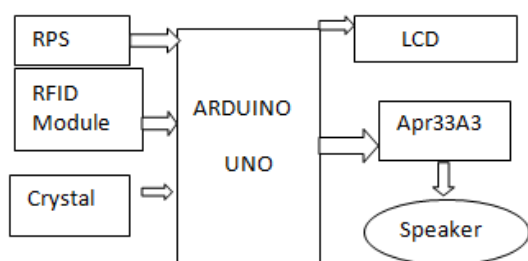 RPS
RFID
Module
Crystal
ARDUINO
UNO
LCD
Apr33A3
Speaker